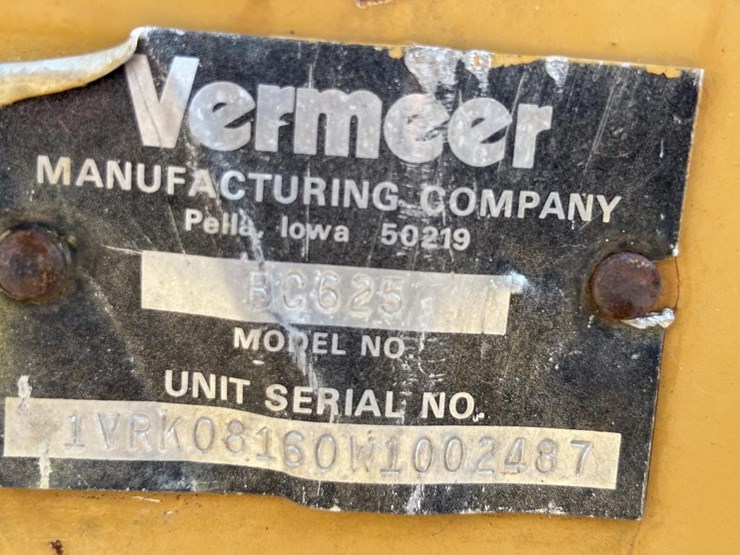 Vermeer
MANUFACTURING COMPANY
Pella, Iowa 50219
BC625
MODEL NO.
UNIT SERIAL NO.
1VRK08160W1002487